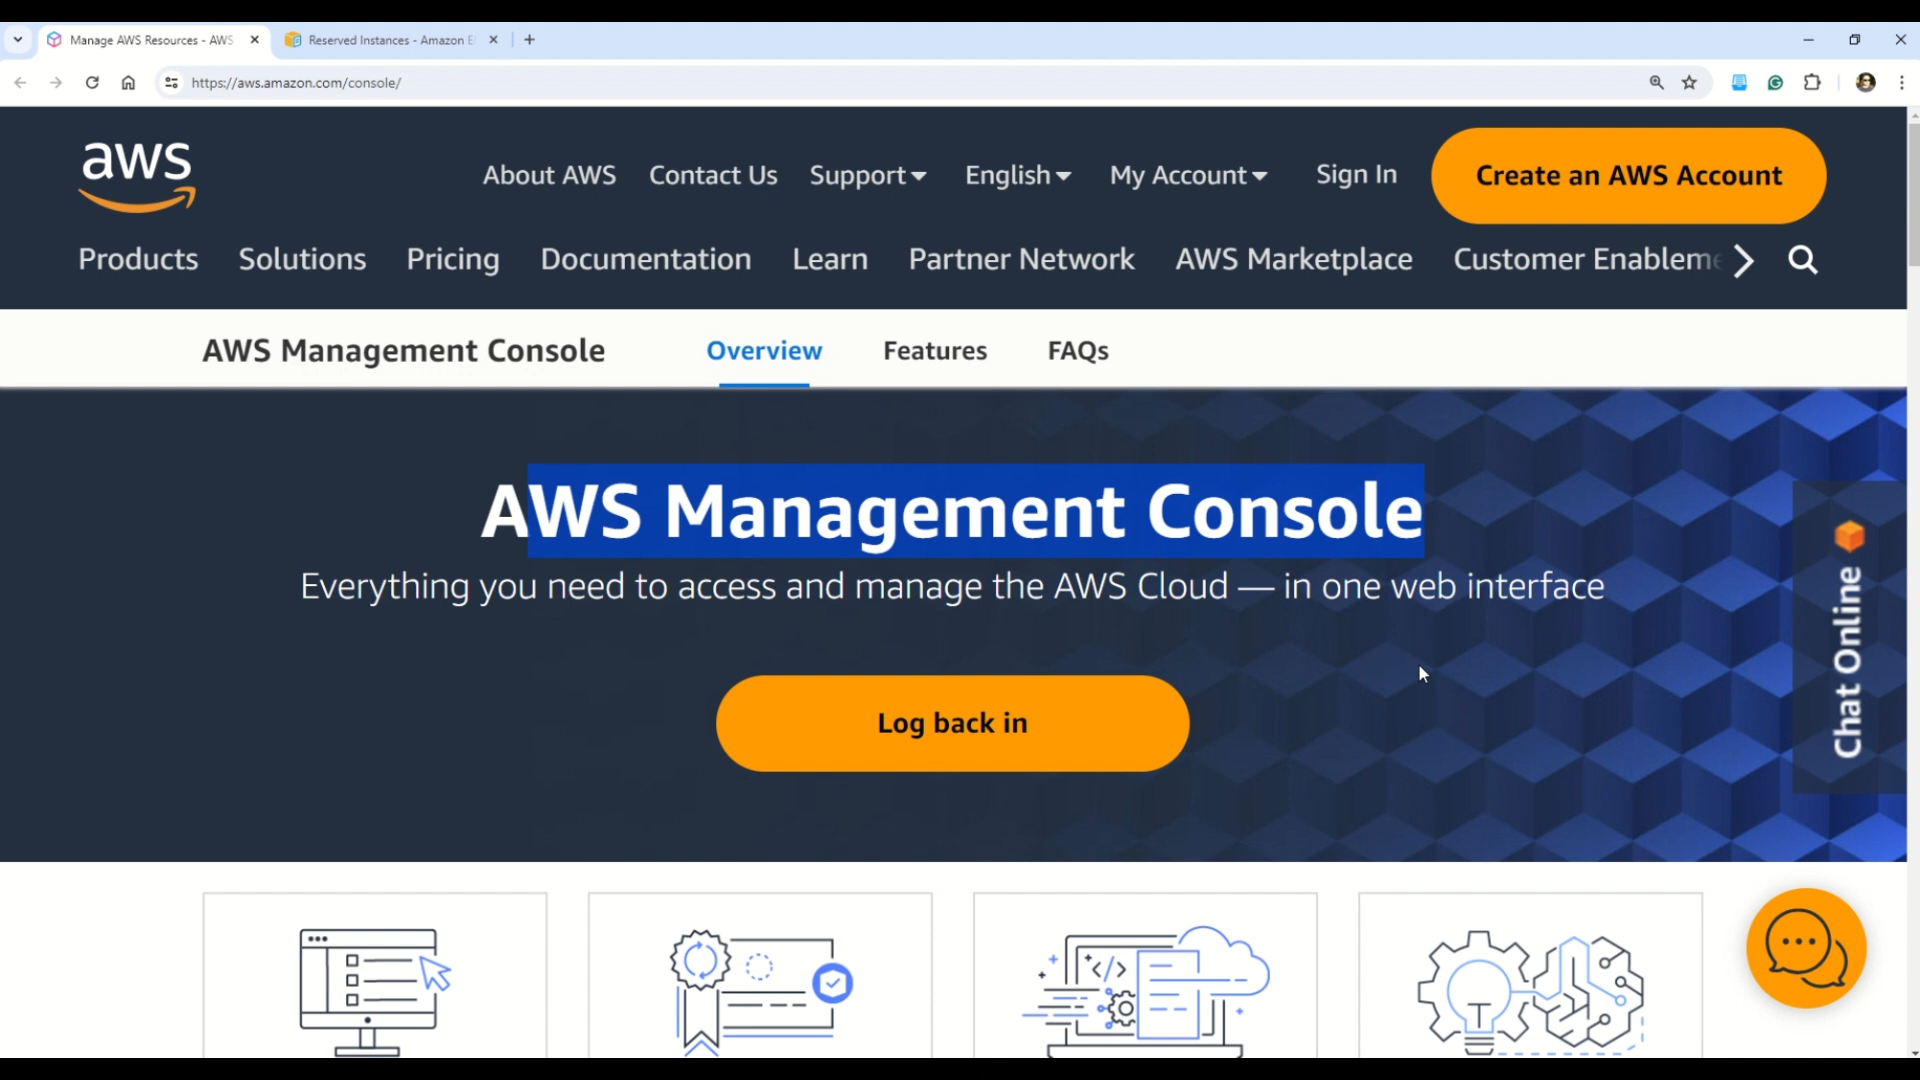 Manage AWS Resources - AWS
Reserved Instances - Amazon E
https://aws.amazon.com/console/
aws
About AWS
Contact Us
Support
English
My Account
Sign In
Create an AWS Account
Products
Solutions
Pricing
Documentation
Learn
Partner Network
AWS Marketplace
Customer Enableme
AWS Management Console
Overview
Features
FAQs
AWS Management Console
Everything you need to access and manage the AWS Cloud — in one web interface
Log back in
Chat Online